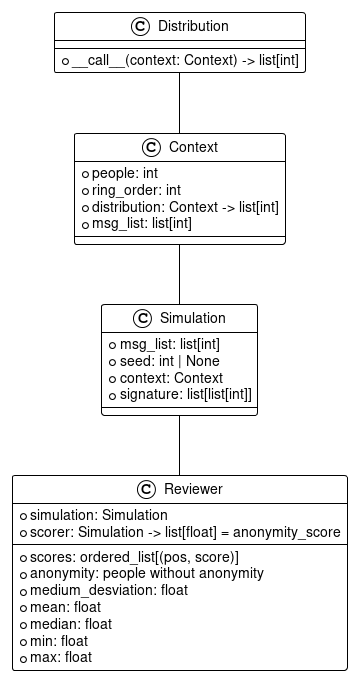 C Distribution
__call__(context: Context) -> list[int]
C Context
people: int
ring_order: int
distribution: Context -> list[int]
msg_list: list[int]
C Simulation
msg_list: list[int]
seed: int | None
context: Context
signature: list[list[int]]
C Reviewer
simulation: Simulation
scorer: Simulation -> list[float] = anonymity_score
scores: ordered_list[(pos, score)]
anonymity: people without anonymity
medium_desviation: float
mean: float
median: float
min: float
max: float